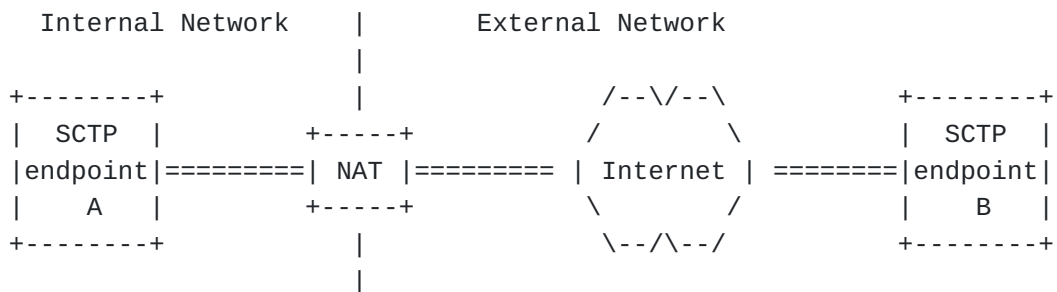 Internal Network | External Network
|
+--------+ | /--\/--\ +--------+
| SCTP | +-----+ / \ | SCTP |
|endpoint|=========| NAT |========= | Internet | ========|endpoint|
| A | +-----+ \ / | B |
+--------+ | \--/\--/ +--------+
|